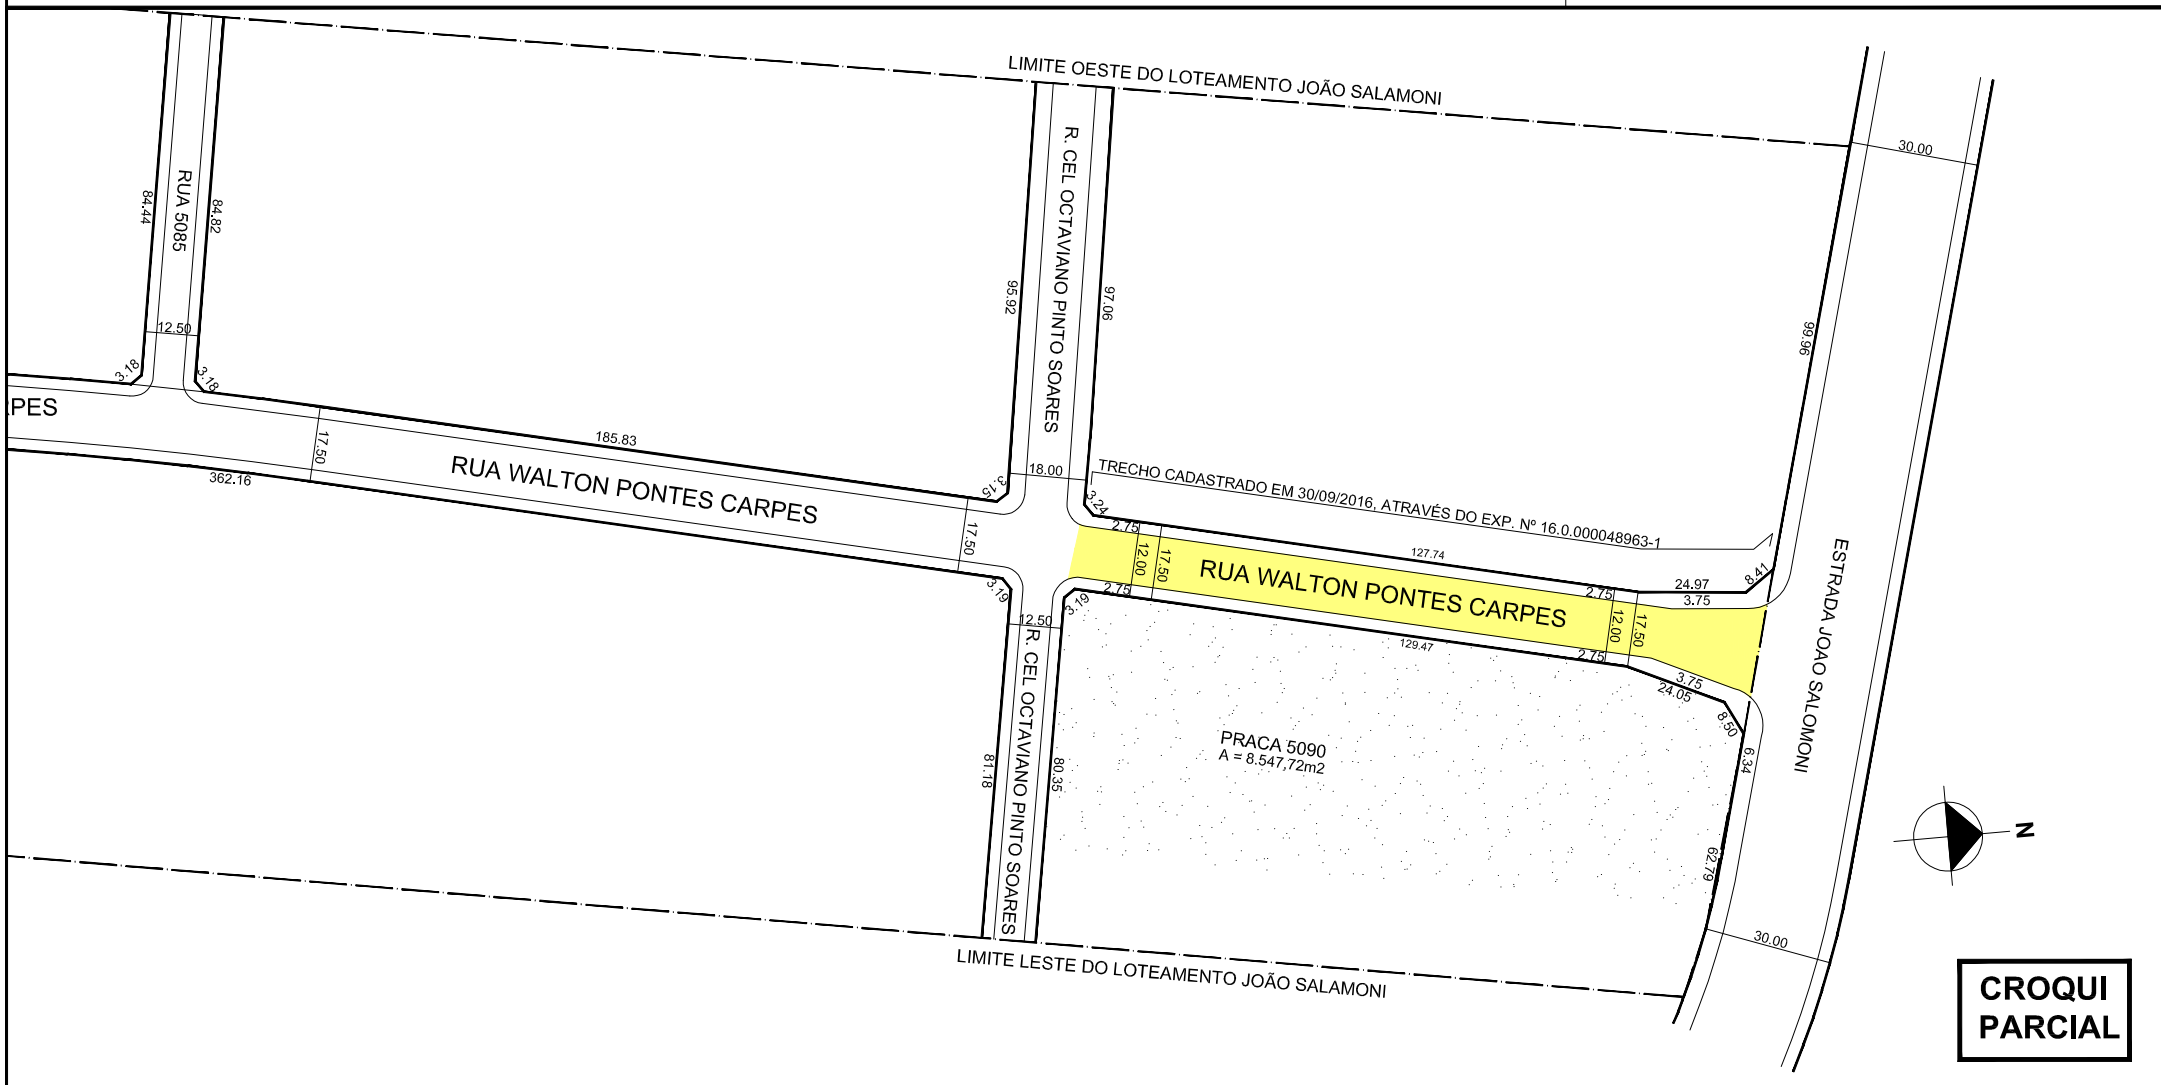 LIMITE OESTE DO LOTEAMENTO JOÃO SALAMONI
30.00
RUA 5085
84.44
84.82
12.50
3.18
3.18
R. CEL OCTAVIANO PINTO SOARES
95.92
97.06
99.96
RPES
17.50
185.83
362.16
RUA WALTON PONTES CARPES
3.15
18.00
3.24
17.50
3.19
TRECHO CADASTRADO EM 30/09/2016, ATRAVÉS DO EXP. Nº 16.0.000048963-1
2.75
12.00
17.50
2.75
3.19
127.74
RUA WALTON PONTES CARPES
129.47
2.75
12.00
17.50
2.75
24.97
3.75
8.41
3.75
24.05
8.50
6.34
ESTRADA JOAO SALOMONI
12.50
R. CEL OCTAVIANO PINTO SOARES
81.18
80.35
PRACA 5090
A = 8.547,72m2
62.79
30.00
N
LIMITE LESTE DO LOTEAMENTO JOÃO SALAMONI
CROQUI
PARCIAL